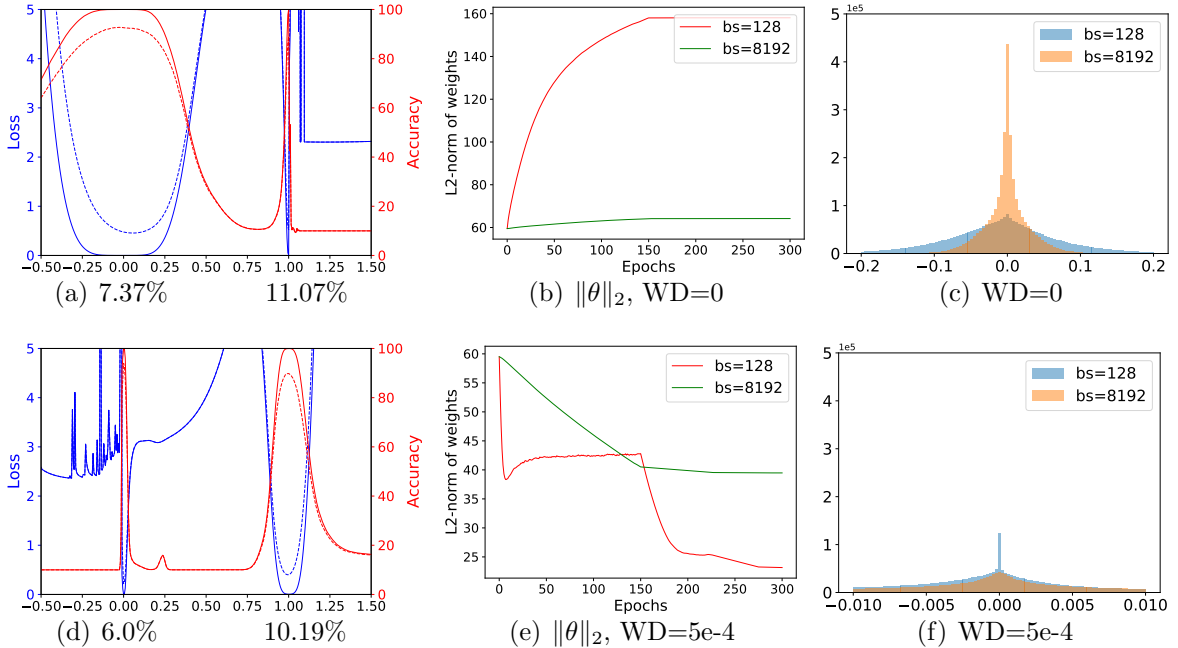 5
4
3
2
1
0
Loss
100
80
60
40
20
0
Accuracy
−0.50 −0.25 0.00 0.25 0.50 0.75 1.00 1.25 1.50
(a) 7.37% 11.07%
160
140
120
100
80
60
L2-norm of weights
bs=128
bs=8192
0 50 100 150 200 250 300
Epochs
(b) ‖θ‖₂, WD=0
1e5
5
4
3
2
1
0
bs=128
bs=8192
−0.2 −0.1 0.0 0.1 0.2
(c) WD=0
5
4
3
2
1
0
Loss
100
80
60
40
20
0
Accuracy
−0.50 −0.25 0.00 0.25 0.50 0.75 1.00 1.25 1.50
(d) 6.0% 10.19%
60
55
50
45
40
35
30
25
L2-norm of weights
bs=128
bs=8192
0 50 100 150 200 250 300
Epochs
(e) ‖θ‖₂, WD=5e-4
1e5
5
4
3
2
1
0
bs=128
bs=8192
−0.010 −0.005 0.000 0.005 0.010
(f) WD=5e-4